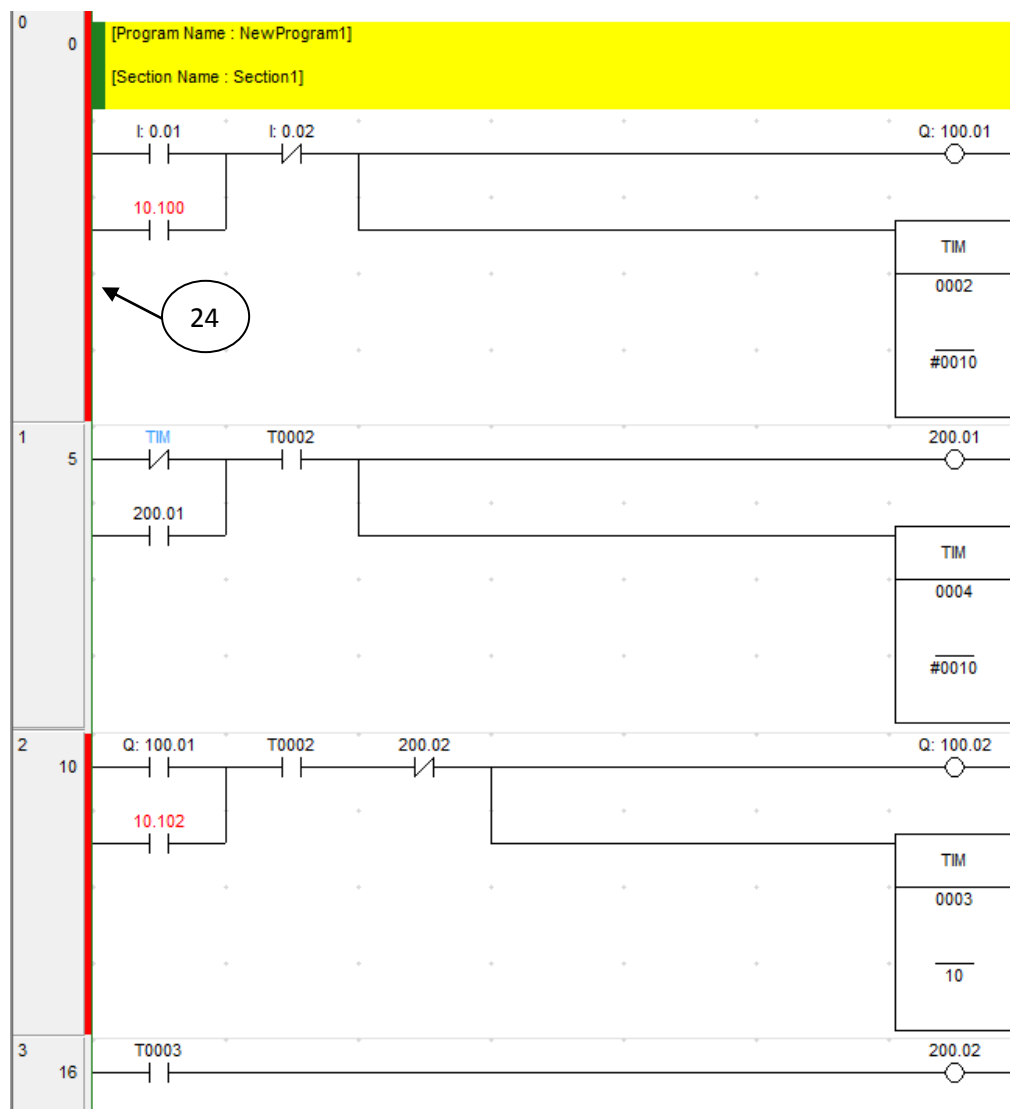 0
0
[Program Name : NewProgram1]
[Section Name : Section1]
I: 0.01
I: 0.02
Q: 100.01
10.100
TIM
0002
#0010
24
1
5
TIM
T0002
200.01
200.01
TIM
0004
#0010
2
10
Q: 100.01
T0002
200.02
Q: 100.02
10.102
TIM
0003
10
3
16
T0003
200.02